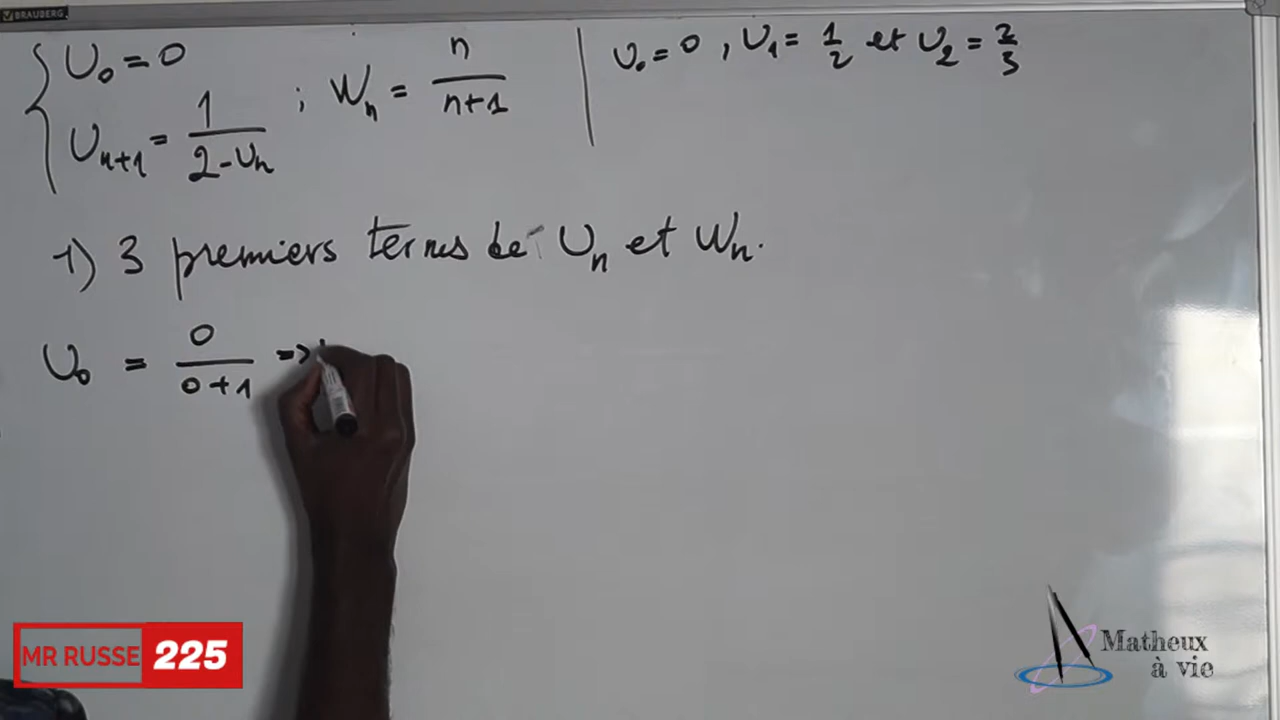 BRAUBERG
{ U₀ = 0
U₍n+1₎ = 1/(2-Uₙ) ; Wₙ = n/(n+1)
U₀ = 0 , U₁ = 1/2 et U₂ = 2/3
1) 3 premiers termes de Uₙ et Wₙ.
U₀ = 0/(0+1) =>
MR RUSSE 225
Matheux
à vie